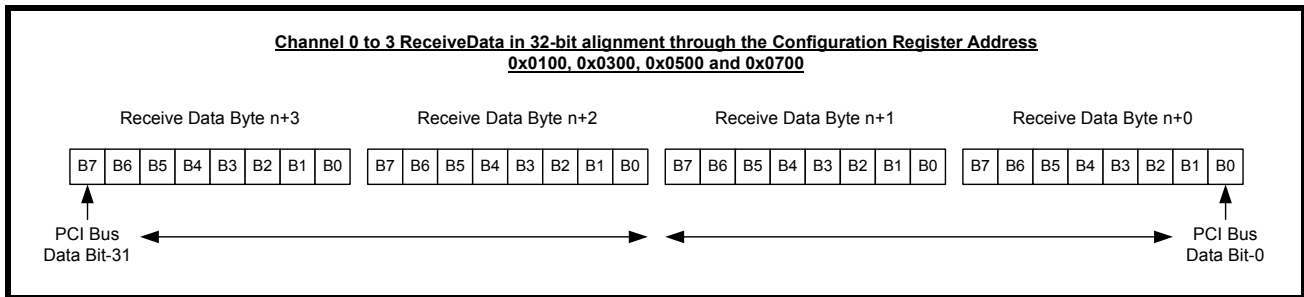 Channel 0 to 3 ReceiveData in 32-bit alignment through the Configuration Register Address
0x0100, 0x0300, 0x0500 and 0x0700
Receive Data Byte n+3 Receive Data Byte n+2 Receive Data Byte n+1 Receive Data Byte n+0
B7 B6 B5 B4 B3 B2 B1 B0 B7 B6 B5 B4 B3 B2 B1 B0 B7 B6 B5 B4 B3 B2 B1 B0 B7 B6 B5 B4 B3 B2 B1 B0
PCI Bus PCI Bus
Data Bit-31 Data Bit-0